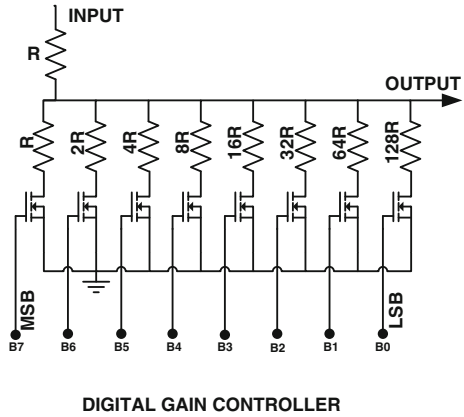 INPUT
R
OUTPUT
R 2R 4R 8R 16R 32R 64R 128R
MSB LSB
B7 B6 B5 B4 B3 B2 B1 B0
DIGITAL GAIN CONTROLLER